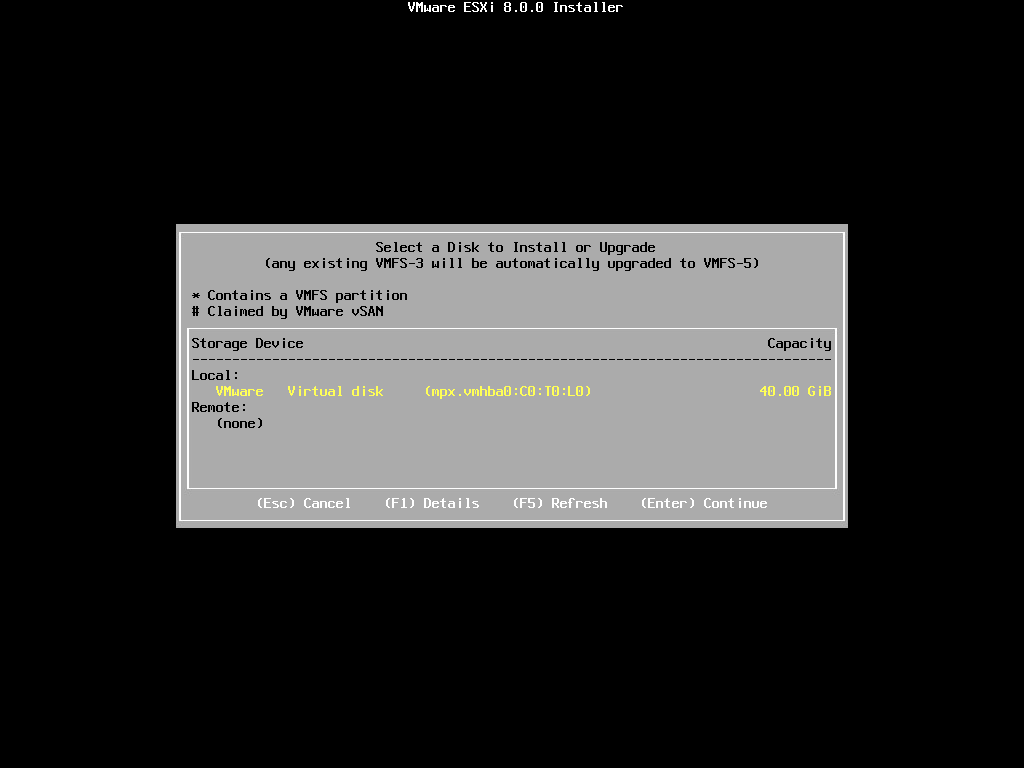 VMware ESXi 8.0.0 Installer
Select a Disk to Install or Upgrade
(any existing VMFS-3 will be automatically upgraded to VMFS-5)
* Contains a VMFS partition
# Claimed by VMware vSAN
Storage Device Capacity
--------------------------------------------------------------------------------
Local:
VMware Virtual disk (mpx.vmhba0:C0:T0:L0) 40.00 GiB
Remote:
(none)
(Esc) Cancel (F1) Details (F5) Refresh (Enter) Continue